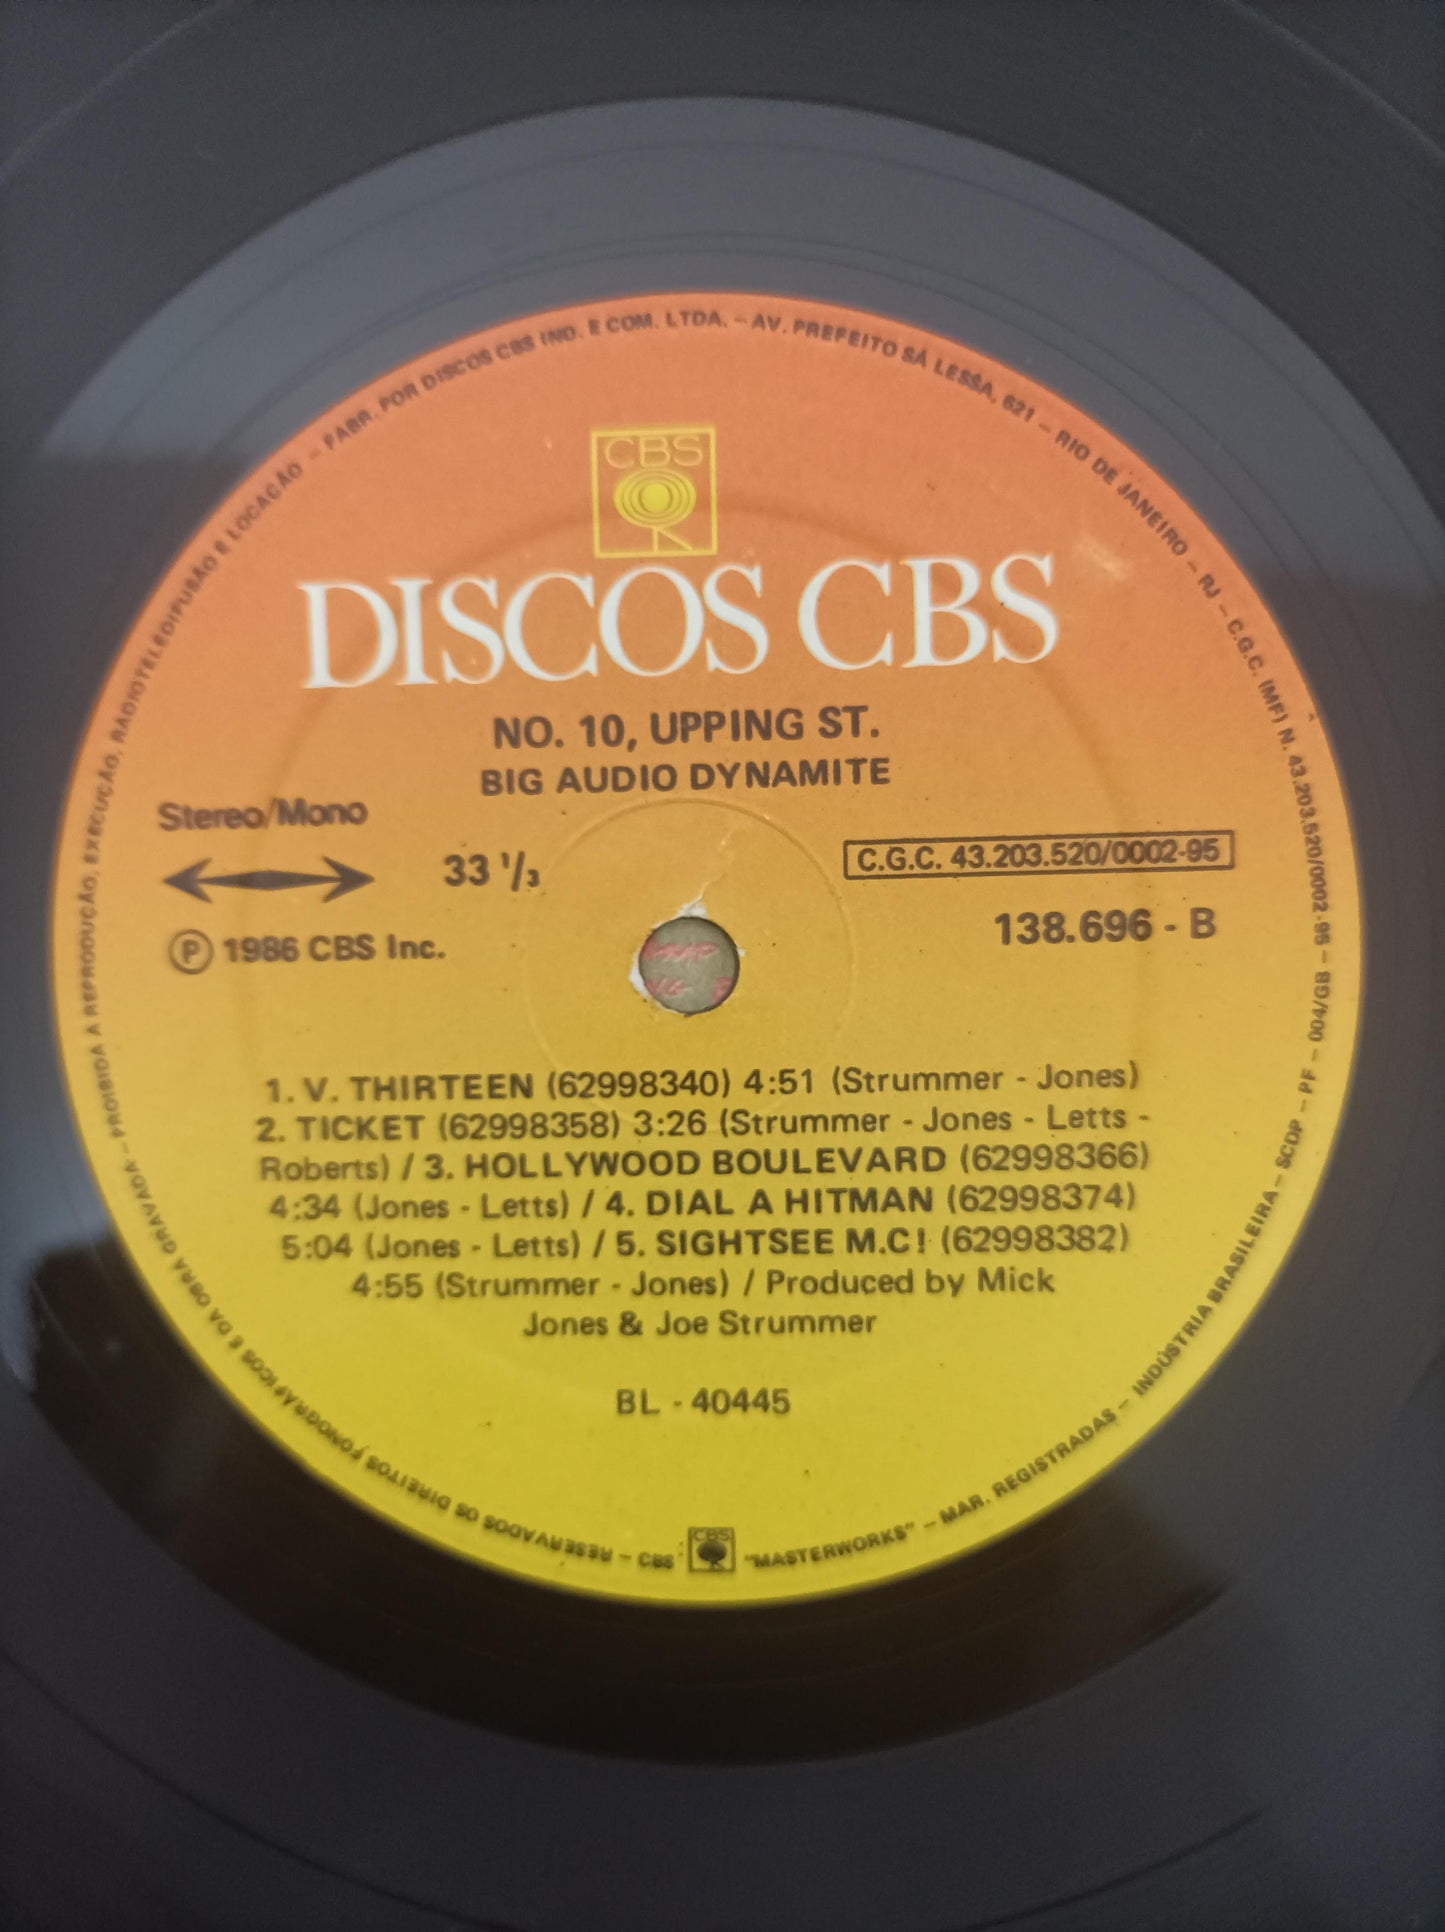 PROIBIDA A REPRODUÇÃO, EXECUÇÃO, RADIOTELEDIFUSÃO E LOCAÇÃO – FABR. POR DISCOS CBS IND. E COM. LTDA. – AV. PREFEITO SÁ LESSA, 621 – RIO DE JANEIRO – RJ – C.G.C. (MF) N. 43.203.520/0002-95 – SCDP – PF – 004/GB – INDÚSTRIA BRASILEIRA
CBS
DISCOS CBS
NO. 10, UPPING ST.
BIG AUDIO DYNAMITE
Stereo/Mono
33 1/3
C.G.C. 43.203.520/0002-95
138.696 - B
Ⓟ 1986 CBS Inc.
1. V. THIRTEEN (62998340) 4:51 (Strummer - Jones)
2. TICKET (62998358) 3:26 (Strummer - Jones - Letts -
Roberts) / 3. HOLLYWOOD BOULEVARD (62998366)
4:34 (Jones - Letts) / 4. DIAL A HITMAN (62998374)
5:04 (Jones - Letts) / 5. SIGHTSEE M.C! (62998382)
4:55 (Strummer - Jones) / Produced by Mick
Jones & Joe Strummer
BL - 40445
RESERVADOS OS DIREITOS FONOGRÁFICOS E DA OBRA GRAVADA –
CBS
CBS "MASTERWORKS" – MAR. REGISTRADAS –